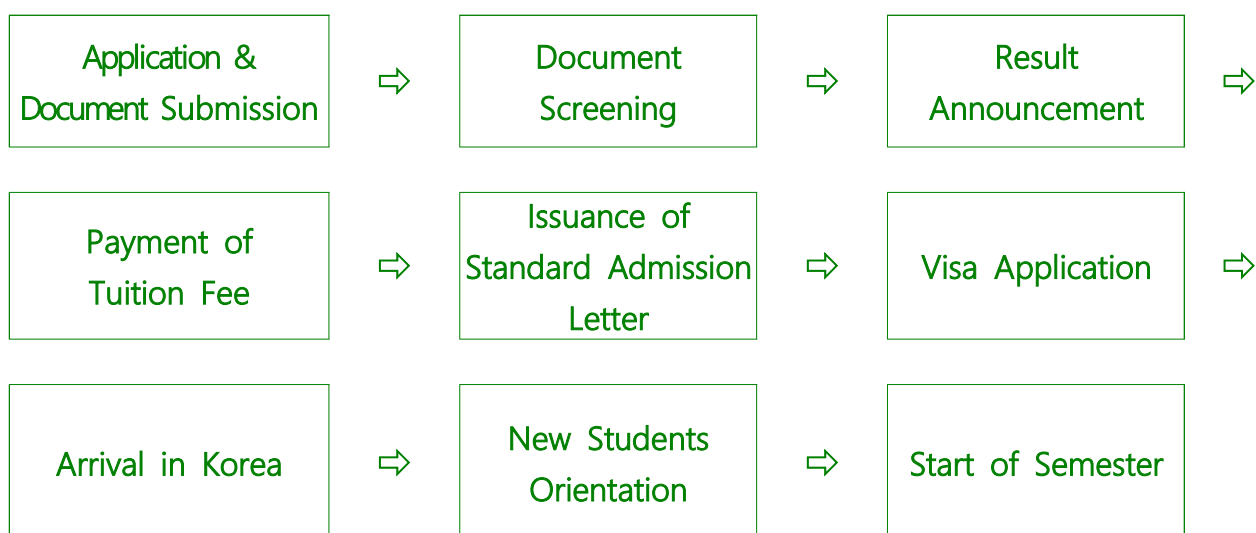 Application &
Document Submission
⇨
Document
Screening
⇨
Result
Announcement
⇨
Payment of
Tuition Fee
⇨
Issuance of
Standard Admission
Letter
⇨
Visa Application
⇨
Arrival in Korea
⇨
New Students
Orientation
⇨
Start of Semester